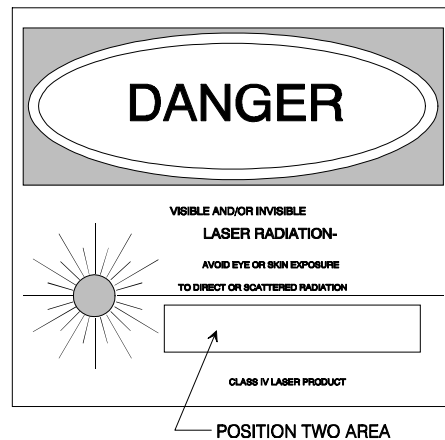 DANGER
VISIBLE AND/OR INVISIBLE
LASER RADIATION-
AVOID EYE OR SKIN EXPOSURE
TO DIRECT OR SCATTERED RADIATION
CLASS IV LASER PRODUCT
POSITION TWO AREA